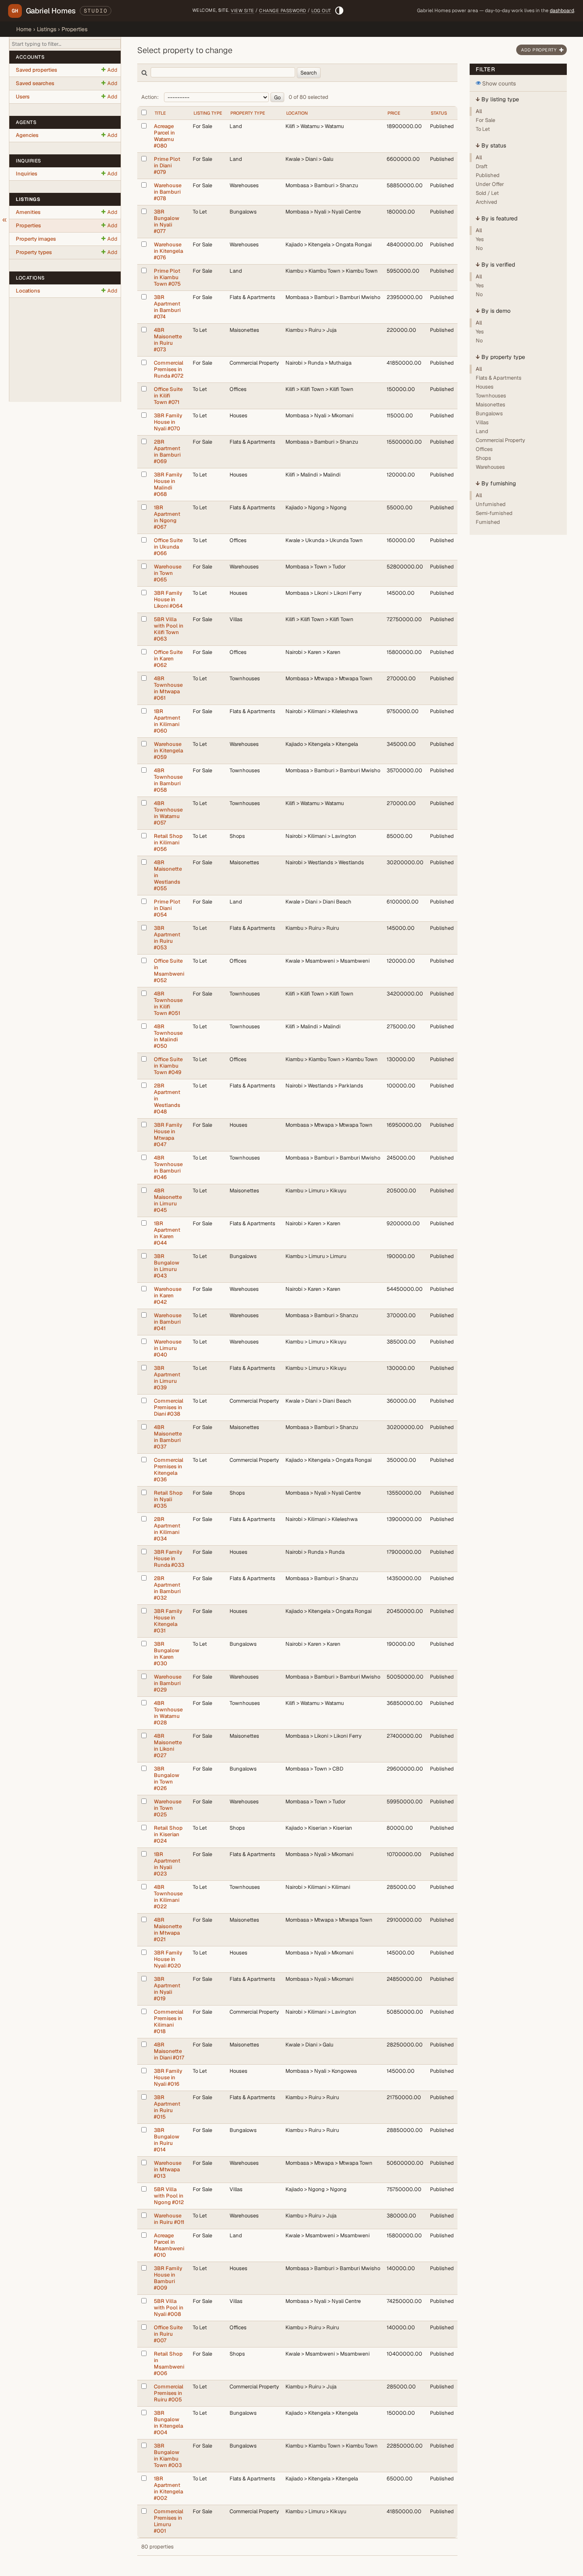 GH Gabriel Homes STUDIO WELCOME, SITE. VIEW SITE / CHANGE PASSWORD / LOG OUT Gabriel Homes power area — day-to-day work lives in the dashboard.
Home › Listings › Properties
Start typing to filter...
ACCOUNTS
Saved properties Add
Saved searches Add
Users Add
AGENTS
Agencies Add
INQUIRIES
Inquiries Add
LISTINGS
Amenities Add
Properties Add
Property images Add
Property types Add
LOCATIONS
Locations Add
«
Select property to change
ADD PROPERTY
Search
Action: --------- Go 0 of 80 selected
TITLE LISTING TYPE PROPERTY TYPE LOCATION PRICE STATUS
Acreage Parcel in Watamu #080 For Sale Land Kilifi > Watamu > Watamu 18900000.00 Published
Prime Plot in Diani #079 For Sale Land Kwale > Diani > Galu 6600000.00 Published
Warehouse in Bamburi #078 For Sale Warehouses Mombasa > Bamburi > Shanzu 58850000.00 Published
3BR Bungalow in Nyali #077 To Let Bungalows Mombasa > Nyali > Nyali Centre 180000.00 Published
Warehouse in Kitengela #076 For Sale Warehouses Kajiado > Kitengela > Ongata Rongai 48400000.00 Published
Prime Plot in Kiambu Town #075 For Sale Land Kiambu > Kiambu Town > Kiambu Town 5950000.00 Published
3BR Apartment in Bamburi #074 For Sale Flats & Apartments Mombasa > Bamburi > Bamburi Mwisho 23950000.00 Published
4BR Maisonette in Ruiru #073 To Let Maisonettes Kiambu > Ruiru > Juja 220000.00 Published
Commercial Premises in Runda #072 For Sale Commercial Property Nairobi > Runda > Muthaiga 41850000.00 Published
Office Suite in Kilifi Town #071 To Let Offices Kilifi > Kilifi Town > Kilifi Town 150000.00 Published
3BR Family House in Nyali #070 To Let Houses Mombasa > Nyali > Mkomani 115000.00 Published
2BR Apartment in Bamburi #069 For Sale Flats & Apartments Mombasa > Bamburi > Shanzu 15500000.00 Published
3BR Family House in Malindi #068 To Let Houses Kilifi > Malindi > Malindi 120000.00 Published
1BR Apartment in Ngong #067 To Let Flats & Apartments Kajiado > Ngong > Ngong 55000.00 Published
Office Suite in Ukunda #066 To Let Offices Kwale > Ukunda > Ukunda Town 160000.00 Published
Warehouse in Town #065 For Sale Warehouses Mombasa > Town > Tudor 52800000.00 Published
3BR Family House in Likoni #064 To Let Houses Mombasa > Likoni > Likoni Ferry 145000.00 Published
5BR Villa with Pool in Kilifi Town #063 For Sale Villas Kilifi > Kilifi Town > Kilifi Town 72750000.00 Published
Office Suite in Karen #062 For Sale Offices Nairobi > Karen > Karen 15800000.00 Published
4BR Townhouse in Mtwapa #061 To Let Townhouses Mombasa > Mtwapa > Mtwapa Town 270000.00 Published
1BR Apartment in Kilimani #060 For Sale Flats & Apartments Nairobi > Kilimani > Kileleshwa 9750000.00 Published
Warehouse in Kitengela #059 To Let Warehouses Kajiado > Kitengela > Kitengela 345000.00 Published
4BR Townhouse in Bamburi #058 For Sale Townhouses Mombasa > Bamburi > Bamburi Mwisho 35700000.00 Published
4BR Townhouse in Watamu #057 To Let Townhouses Kilifi > Watamu > Watamu 270000.00 Published
Retail Shop in Kilimani #056 To Let Shops Nairobi > Kilimani > Lavington 85000.00 Published
4BR Maisonette in Westlands #055 For Sale Maisonettes Nairobi > Westlands > Westlands 30200000.00 Published
Prime Plot in Diani #054 For Sale Land Kwale > Diani > Diani Beach 6100000.00 Published
3BR Apartment in Ruiru #053 To Let Flats & Apartments Kiambu > Ruiru > Ruiru 145000.00 Published
Office Suite in Msambweni #052 To Let Offices Kwale > Msambweni > Msambweni 120000.00 Published
4BR Townhouse in Kilifi Town #051 For Sale Townhouses Kilifi > Kilifi Town > Kilifi Town 34200000.00 Published
4BR Townhouse in Malindi #050 To Let Townhouses Kilifi > Malindi > Malindi 275000.00 Published
Office Suite in Kiambu Town #049 To Let Offices Kiambu > Kiambu Town > Kiambu Town 130000.00 Published
2BR Apartment in Westlands #048 To Let Flats & Apartments Nairobi > Westlands > Parklands 100000.00 Published
3BR Family House in Mtwapa #047 For Sale Houses Mombasa > Mtwapa > Mtwapa Town 16950000.00 Published
4BR Townhouse in Bamburi #046 To Let Townhouses Mombasa > Bamburi > Bamburi Mwisho 245000.00 Published
4BR Maisonette in Limuru #045 To Let Maisonettes Kiambu > Limuru > Kikuyu 205000.00 Published
1BR Apartment in Karen #044 For Sale Flats & Apartments Nairobi > Karen > Karen 9200000.00 Published
3BR Bungalow in Limuru #043 To Let Bungalows Kiambu > Limuru > Limuru 190000.00 Published
Warehouse in Karen #042 For Sale Warehouses Nairobi > Karen > Karen 54450000.00 Published
Warehouse in Bamburi #041 To Let Warehouses Mombasa > Bamburi > Shanzu 370000.00 Published
Warehouse in Limuru #040 To Let Warehouses Kiambu > Limuru > Kikuyu 385000.00 Published
3BR Apartment in Limuru #039 To Let Flats & Apartments Kiambu > Limuru > Kikuyu 130000.00 Published
Commercial Premises in Diani #038 To Let Commercial Property Kwale > Diani > Diani Beach 360000.00 Published
4BR Maisonette in Bamburi #037 For Sale Maisonettes Mombasa > Bamburi > Shanzu 30200000.00 Published
Commercial Premises in Kitengela #036 To Let Commercial Property Kajiado > Kitengela > Ongata Rongai 350000.00 Published
Retail Shop in Nyali #035 For Sale Shops Mombasa > Nyali > Nyali Centre 13550000.00 Published
2BR Apartment in Kilimani #034 For Sale Flats & Apartments Nairobi > Kilimani > Kileleshwa 13900000.00 Published
3BR Family House in Runda #033 For Sale Houses Nairobi > Runda > Runda 17900000.00 Published
2BR Apartment in Bamburi #032 For Sale Flats & Apartments Mombasa > Bamburi > Shanzu 14350000.00 Published
3BR Family House in Kitengela #031 For Sale Houses Kajiado > Kitengela > Ongata Rongai 20450000.00 Published
3BR Bungalow in Karen #030 To Let Bungalows Nairobi > Karen > Karen 190000.00 Published
Warehouse in Bamburi #029 For Sale Warehouses Mombasa > Bamburi > Bamburi Mwisho 50050000.00 Published
4BR Townhouse in Watamu #028 For Sale Townhouses Kilifi > Watamu > Watamu 36850000.00 Published
4BR Maisonette in Likoni #027 For Sale Maisonettes Mombasa > Likoni > Likoni Ferry 27400000.00 Published
3BR Bungalow in Town #026 For Sale Bungalows Mombasa > Town > CBD 29600000.00 Published
Warehouse in Town #025 For Sale Warehouses Mombasa > Town > Tudor 59950000.00 Published
Retail Shop in Kiserian #024 To Let Shops Kajiado > Kiserian > Kiserian 80000.00 Published
1BR Apartment in Nyali #023 For Sale Flats & Apartments Mombasa > Nyali > Mkomani 10700000.00 Published
4BR Townhouse in Kilimani #022 To Let Townhouses Nairobi > Kilimani > Kilimani 285000.00 Published
4BR Maisonette in Mtwapa #021 For Sale Maisonettes Mombasa > Mtwapa > Mtwapa Town 29100000.00 Published
3BR Family House in Nyali #020 To Let Houses Mombasa > Nyali > Mkomani 145000.00 Published
3BR Apartment in Nyali #019 For Sale Flats & Apartments Mombasa > Nyali > Mkomani 24850000.00 Published
Commercial Premises in Kilimani #018 For Sale Commercial Property Nairobi > Kilimani > Lavington 50850000.00 Published
4BR Maisonette in Diani #017 For Sale Maisonettes Kwale > Diani > Galu 28250000.00 Published
3BR Family House in Nyali #016 To Let Houses Mombasa > Nyali > Kongowea 145000.00 Published
3BR Apartment in Ruiru #015 For Sale Flats & Apartments Kiambu > Ruiru > Ruiru 21750000.00 Published
3BR Bungalow in Ruiru #014 For Sale Bungalows Kiambu > Ruiru > Ruiru 28850000.00 Published
Warehouse in Mtwapa #013 For Sale Warehouses Mombasa > Mtwapa > Mtwapa Town 50600000.00 Published
5BR Villa with Pool in Ngong #012 For Sale Villas Kajiado > Ngong > Ngong 75750000.00 Published
Warehouse in Ruiru #011 To Let Warehouses Kiambu > Ruiru > Juja 380000.00 Published
Acreage Parcel in Msambweni #010 For Sale Land Kwale > Msambweni > Msambweni 15800000.00 Published
3BR Family House in Bamburi #009 To Let Houses Mombasa > Bamburi > Bamburi Mwisho 140000.00 Published
5BR Villa with Pool in Nyali #008 For Sale Villas Mombasa > Nyali > Nyali Centre 74250000.00 Published
Office Suite in Ruiru #007 To Let Offices Kiambu > Ruiru > Ruiru 140000.00 Published
Retail Shop in Msambweni #006 For Sale Shops Kwale > Msambweni > Msambweni 10400000.00 Published
Commercial Premises in Ruiru #005 To Let Commercial Property Kiambu > Ruiru > Juja 285000.00 Published
3BR Bungalow in Kitengela #004 To Let Bungalows Kajiado > Kitengela > Kitengela 150000.00 Published
3BR Bungalow in Kiambu Town #003 For Sale Bungalows Kiambu > Kiambu Town > Kiambu Town 22850000.00 Published
1BR Apartment in Kitengela #002 To Let Flats & Apartments Kajiado > Kitengela > Kitengela 65000.00 Published
Commercial Premises in Limuru #001 For Sale Commercial Property Kiambu > Limuru > Kikuyu 41850000.00 Published
80 properties
FILTER
Show counts
↓ By listing type
All
For Sale
To Let
↓ By status
All
Draft
Published
Under Offer
Sold / Let
Archived
↓ By is featured
All
Yes
No
↓ By is verified
All
Yes
No
↓ By is demo
All
Yes
No
↓ By property type
All
Flats & Apartments
Houses
Townhouses
Maisonettes
Bungalows
Villas
Land
Commercial Property
Offices
Shops
Warehouses
↓ By furnishing
All
Unfurnished
Semi-furnished
Furnished